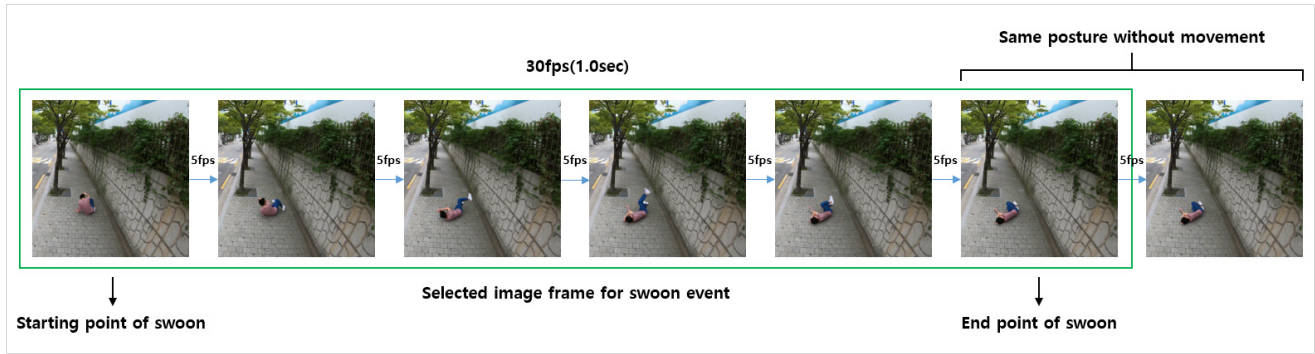 Same posture without movement
30fps(1.0sec)
5fps
5fps
5fps
5fps
5fps
5fps
Selected image frame for swoon event
Starting point of swoon
End point of swoon